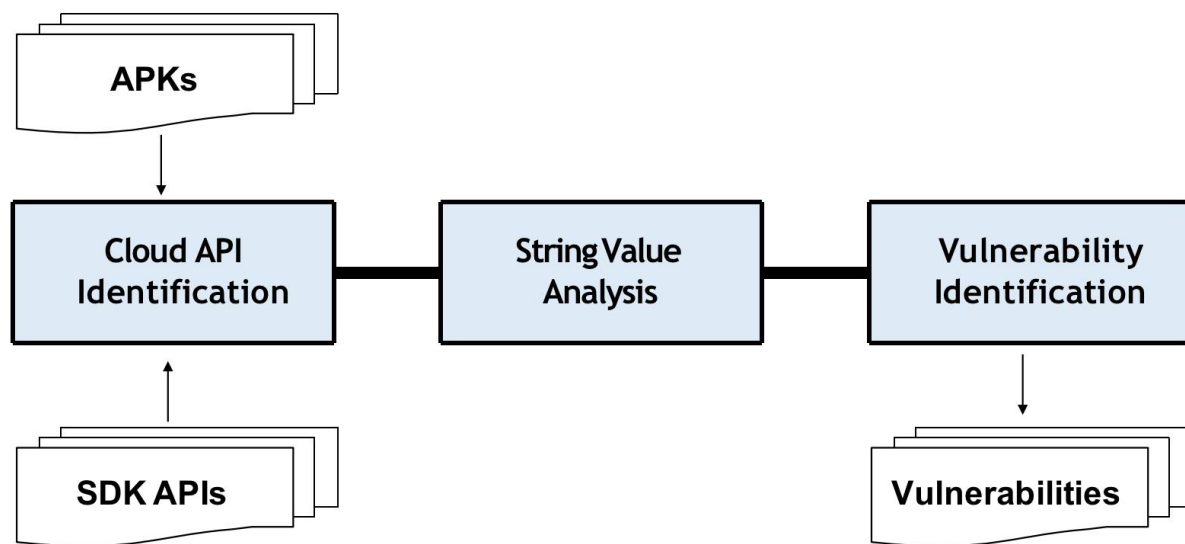 APKs
Cloud API
Identification
String Value
Analysis
Vulnerability
Identification
SDK APIs
Vulnerabilities